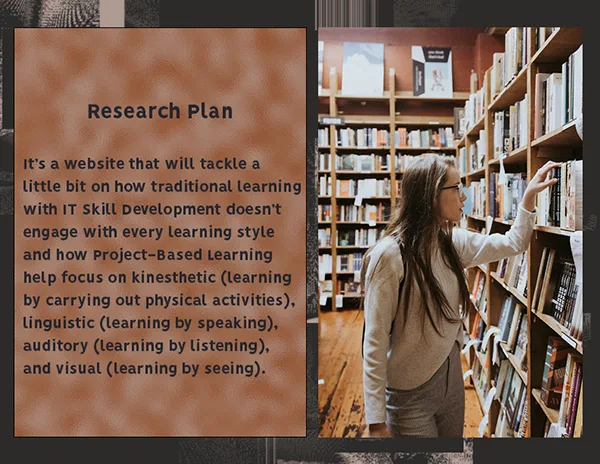 Research Plan
It's a website that will tackle a
little bit on how traditional learning
with IT Skill Development doesn't
engage with every learning style
and how Project-Based Learning
help focus on kinesthetic (learning
by carrying out physical activities),
linguistic (learning by speaking),
auditory (learning by listening),
and visual (learning by seeing).